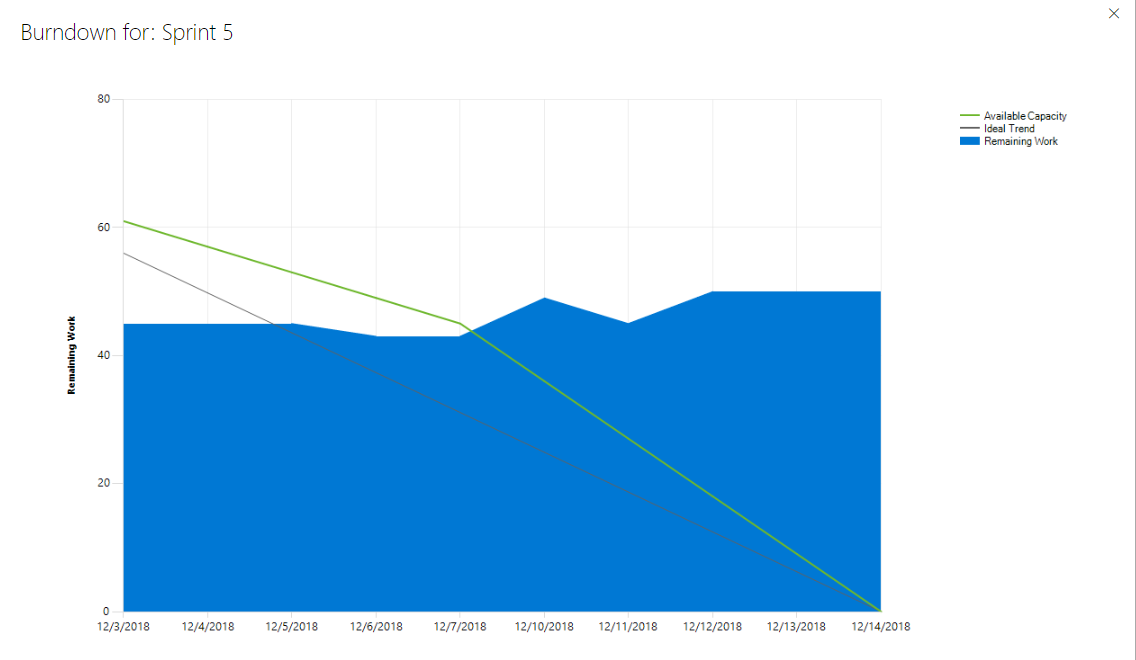 Burndown for: Sprint 5
80
60
40
20
0
Remaining Work
12/3/2018 12/4/2018 12/5/2018 12/6/2018 12/7/2018 12/10/2018 12/11/2018 12/12/2018 12/13/2018 12/14/2018
Available Capacity
Ideal Trend
Remaining Work